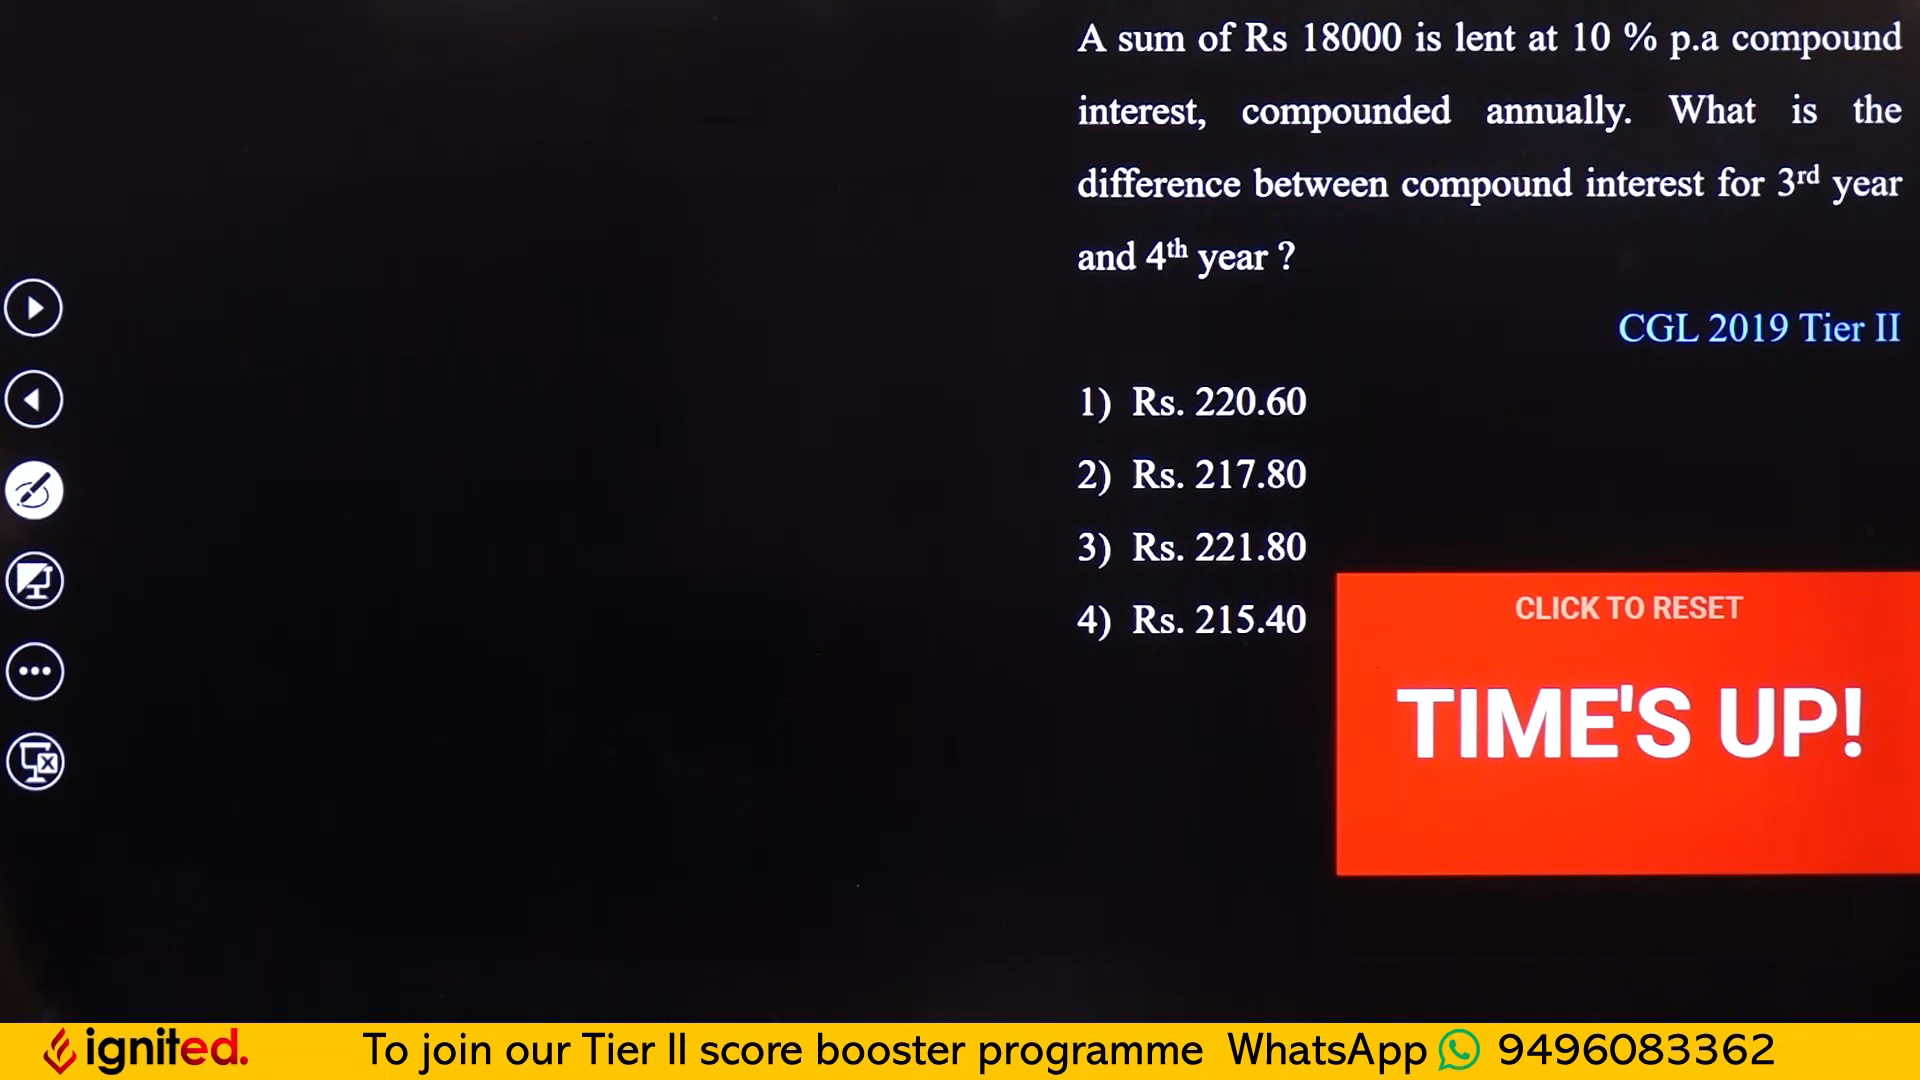 A sum of Rs 18000 is lent at 10 % p.a compound
interest, compounded annually. What is the
difference between compound interest for 3rd year
and 4th year ?
CGL 2019 Tier II
1) Rs. 220.60
2) Rs. 217.80
3) Rs. 221.80
4) Rs. 215.40
CLICK TO RESET
TIME'S UP!
ignited. To join our Tier II score booster programme WhatsApp 9496083362